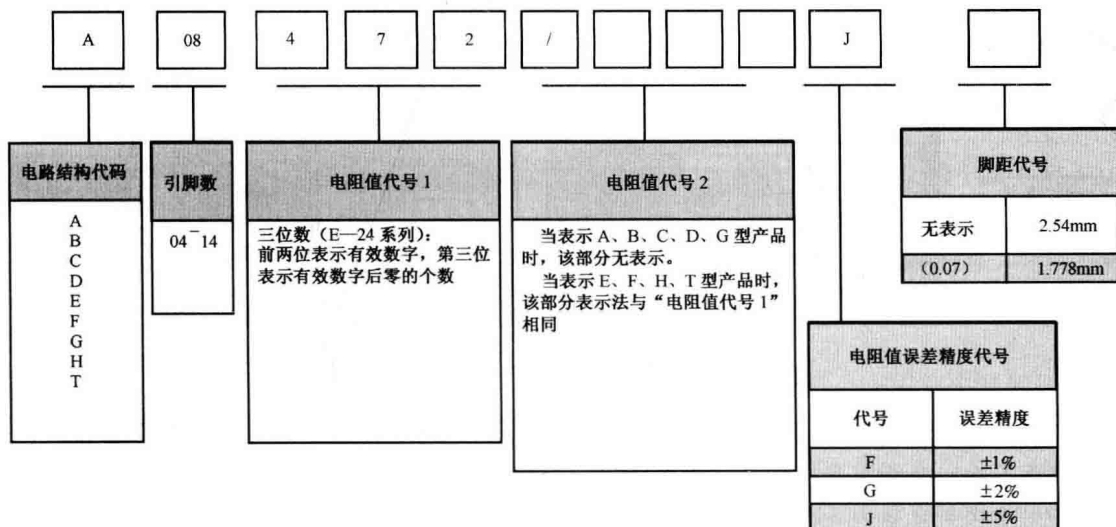 A 08 4 7 2 / J
电路结构代码
A
B
C
D
E
F
G
H
T
引脚数
04¯14
电阻值代号 1
三位数（E—24 系列）：
前两位表示有效数字，第三位
表示有效数字后零的个数
电阻值代号 2
当表示 A、B、C、D、G 型产品
时，该部分无表示。
当表示 E、F、H、T 型产品时，
该部分表示法与“电阻值代号 1”
相同
脚距代号
无表示 2.54mm
（0.07） 1.778mm
电阻值误差精度代号
代号 误差精度
F ±1%
G ±2%
J ±5%